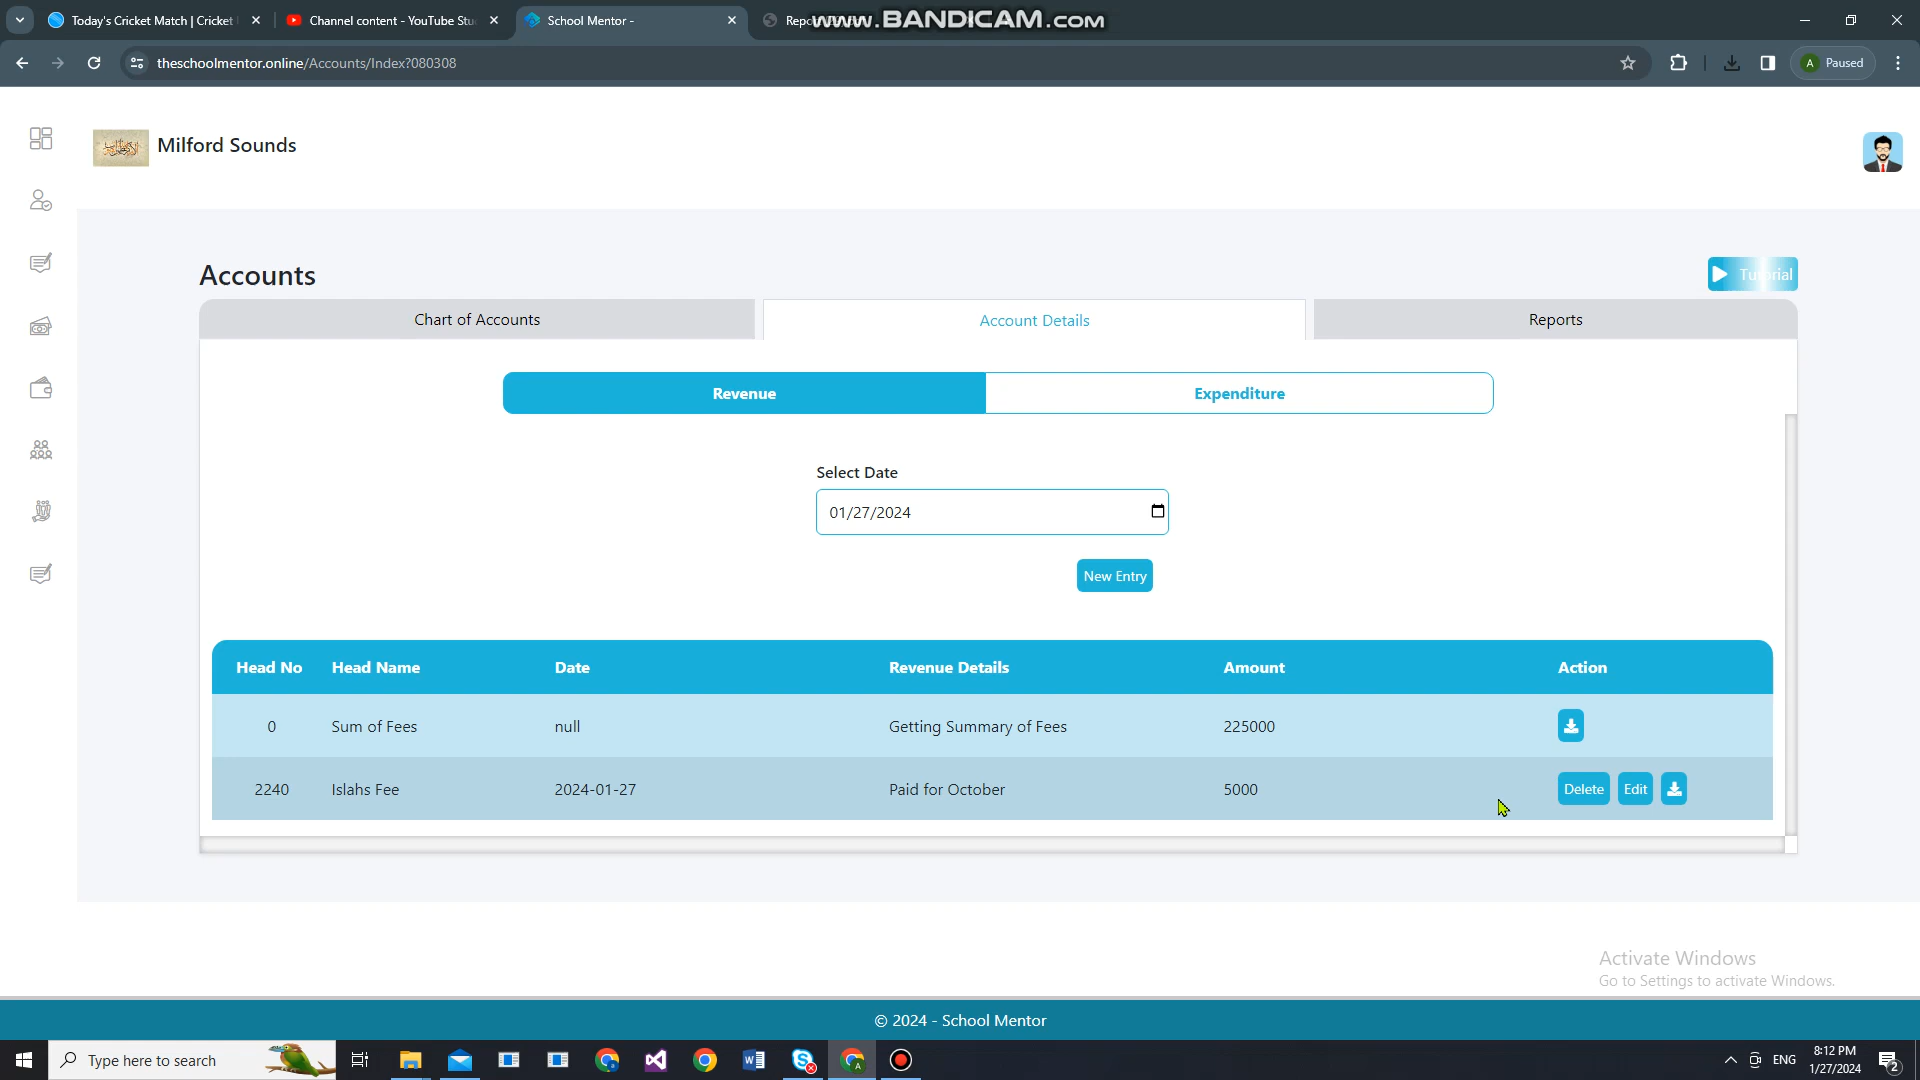 Today's Cricket Match | Cricket
Channel content - YouTube Stu
School Mentor -
www.BANDICAM.com
theschoolmentor.online/Accounts/Index?080308
A Paused
Milford Sounds
Accounts
Tutorial
Chart of Accounts
Account Details
Reports
Revenue
Expenditure
Select Date
01/27/2024
New Entry
Head No Head Name Date Revenue Details Amount Action
0 Sum of Fees null Getting Summary of Fees 225000
2240 Islahs Fee 2024-01-27 Paid for October 5000 Delete Edit
Activate Windows
Go to Settings to activate Windows.
© 2024 - School Mentor
Type here to search
ENG
8:12 PM
1/27/2024
2